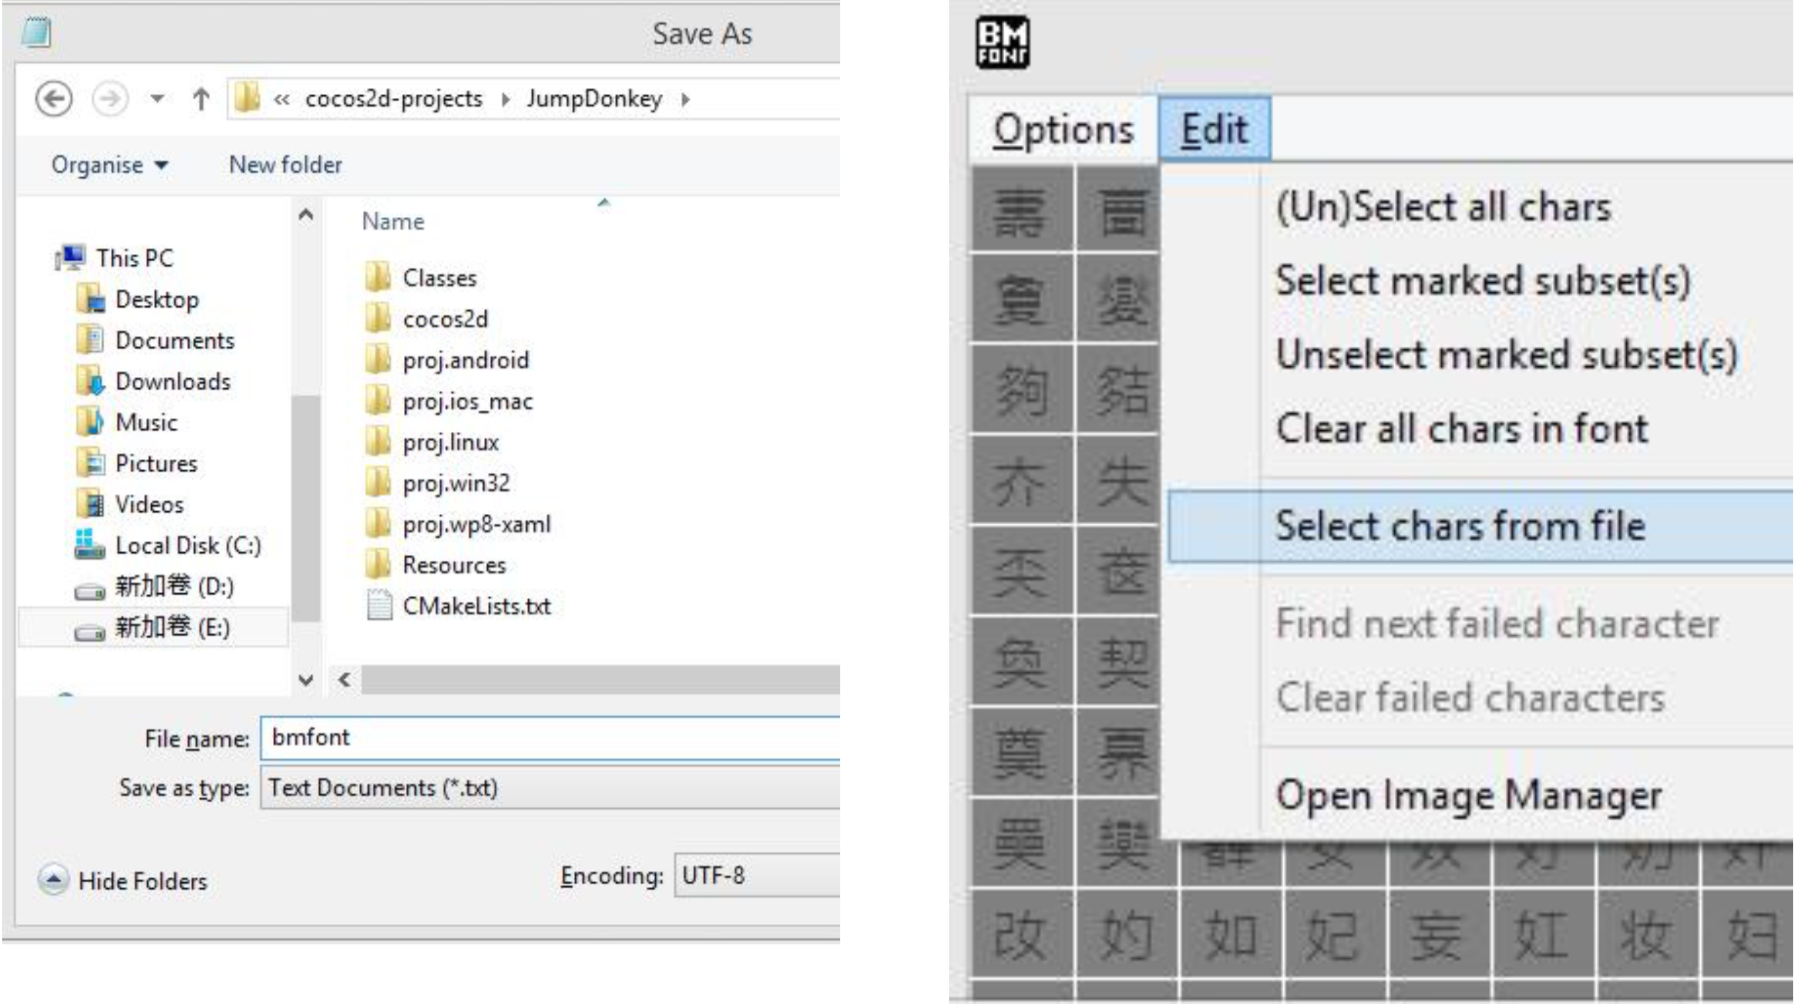 Save As
« cocos2d-projects JumpDonkey
Organise New folder
Name
This PC
Desktop
Documents
Downloads
Music
Pictures
Videos
Local Disk (C:)
新加卷 (D:)
新加卷 (E:)
Classes
cocos2d
proj.android
proj.ios_mac
proj.linux
proj.win32
proj.wp8-xaml
Resources
CMakeLists.txt
File name: bmfont
Save as type: Text Documents (*.txt)
Hide Folders
Encoding: UTF-8
BM
FONT
Options Edit
(Un)Select all chars
Select marked subset(s)
Unselect marked subset(s)
Clear all chars in font
Select chars from file
Find next failed character
Clear failed characters
Open Image Manager
壽
夠
夰 失
契
改 妁 如 妃 妄 妅 妆 妇